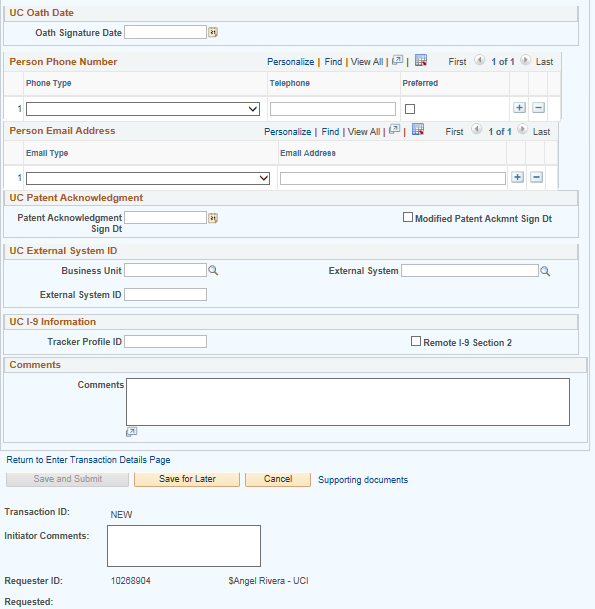 UC Oath Date
Oath Signature Date
Person Phone Number Personalize | Find | View All | | First 1 of 1 Last
Phone Type Telephone Preferred
1
Person Email Address Personalize | Find | View All | | First 1 of 1 Last
Email Type Email Address
1
UC Patent Acknowledgment
Patent Acknowledgment Sign Dt Modified Patent Ackmnt Sign Dt
UC External System ID
Business Unit External System
External System ID
UC I-9 Information
Tracker Profile ID Remote I-9 Section 2
Comments
Comments
Return to Enter Transaction Details Page
Save and Submit Save for Later Cancel Supporting documents
Transaction ID: NEW
Initiator Comments:
Requester ID: 10268904 $Angel Rivera - UCI
Requested: